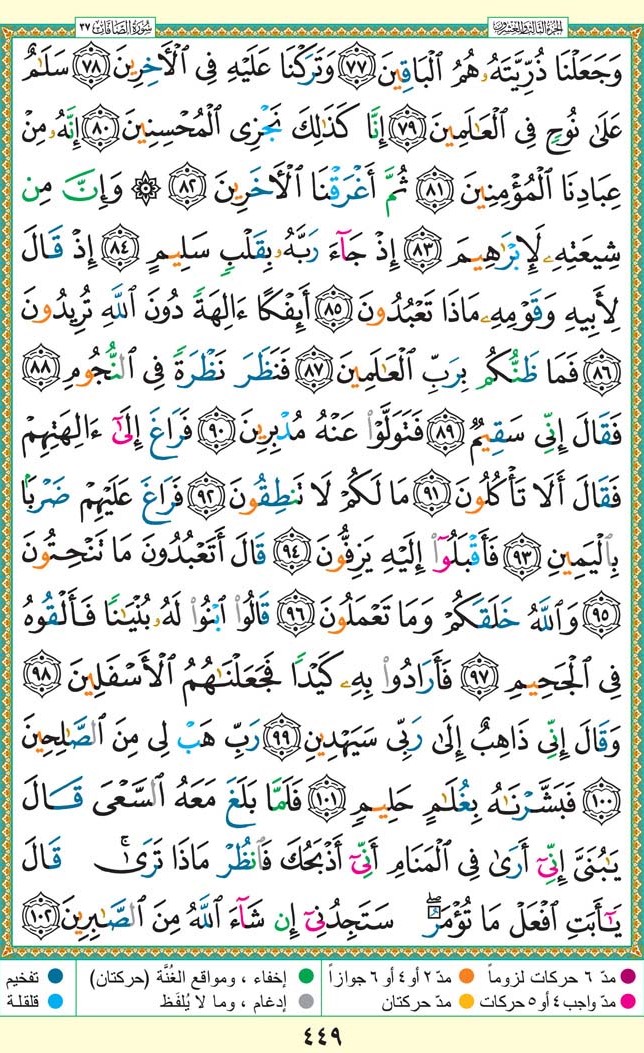 الجزء الثالث والعشرون
سورة الصافات ٣٧
وَجَعَلْنَا ذُرِّيَّتَهُۥ هُمُ ٱلْبَاقِينَ ﴿٧٧﴾ وَتَرَكْنَا عَلَيْهِ فِى ٱلْأَخِرِينَ ﴿٧٨﴾ سَلَٰمٌ
عَلَىٰ نُوحٍ فِى ٱلْعَٰلَمِينَ ﴿٧٩﴾ إِنَّا كَذَٰلِكَ نَجْزِى ٱلْمُحْسِنِينَ ﴿٨٠﴾ إِنَّهُۥ مِنْ
عِبَادِنَا ٱلْمُؤْمِنِينَ ﴿٨١﴾ ثُمَّ أَغْرَقْنَا ٱلْأَخَرِينَ ﴿٨٢﴾ ۞ وَإِنَّ مِن
شِيعَتِهِۦ لَإِبْرَٰهِيمَ ﴿٨٣﴾ إِذْ جَآءَ رَبَّهُۥ بِقَلْبٍ سَلِيمٍ ﴿٨٤﴾ إِذْ قَالَ
لِأَبِيهِ وَقَوْمِهِۦ مَاذَا تَعْبُدُونَ ﴿٨٥﴾ أَئِفْكًا ءَالِهَةً دُونَ ٱللَّهِ تُرِيدُونَ
﴿٨٦﴾ فَمَا ظَنُّكُم بِرَبِّ ٱلْعَٰلَمِينَ ﴿٨٧﴾ فَنَظَرَ نَظْرَةً فِى ٱلنُّجُومِ ﴿٨٨﴾
فَقَالَ إِنِّى سَقِيمٌ ﴿٨٩﴾ فَتَوَلَّوْا۟ عَنْهُ مُدْبِرِينَ ﴿٩٠﴾ فَرَاغَ إِلَىٰٓ ءَالِهَتِهِمْ
فَقَالَ أَلَا تَأْكُلُونَ ﴿٩١﴾ مَا لَكُمْ لَا تَنطِقُونَ ﴿٩٢﴾ فَرَاغَ عَلَيْهِمْ ضَرْبًۢا
بِٱلْيَمِينِ ﴿٩٣﴾ فَأَقْبَلُوٓا۟ إِلَيْهِ يَزِفُّونَ ﴿٩٤﴾ قَالَ أَتَعْبُدُونَ مَا تَنْحِتُونَ
﴿٩٥﴾ وَٱللَّهُ خَلَقَكُمْ وَمَا تَعْمَلُونَ ﴿٩٦﴾ قَالُوا۟ ٱبْنُوا۟ لَهُۥ بُنْيَٰنًا فَأَلْقُوهُ
فِى ٱلْجَحِيمِ ﴿٩٧﴾ فَأَرَادُوا۟ بِهِۦ كَيْدًا فَجَعَلْنَٰهُمُ ٱلْأَسْفَلِينَ ﴿٩٨﴾
وَقَالَ إِنِّى ذَاهِبٌ إِلَىٰ رَبِّى سَيَهْدِينِ ﴿٩٩﴾ رَبِّ هَبْ لِى مِنَ ٱلصَّٰلِحِينَ
﴿١٠٠﴾ فَبَشَّرْنَٰهُ بِغُلَٰمٍ حَلِيمٍ ﴿١٠١﴾ فَلَمَّا بَلَغَ مَعَهُ ٱلسَّعْىَ قَالَ
يَٰبُنَىَّ إِنِّىٓ أَرَىٰ فِى ٱلْمَنَامِ أَنِّىٓ أَذْبَحُكَ فَٱنظُرْ مَاذَا تَرَىٰ ۚ قَالَ
يَٰٓأَبَتِ ٱفْعَلْ مَا تُؤْمَرُ ۖ سَتَجِدُنِىٓ إِن شَآءَ ٱللَّهُ مِنَ ٱلصَّٰبِرِينَ ﴿١٠٢﴾
مدّ ٦ حركات لزوماً مدّ ٢ أو ٤ أو ٦ جوازاً إخفاء ، ومواقع الغُنَّة (حركتان) تفخيم
مدّ واجب ٤ أو ٥ حركات مدّ حركتان إدغام ، وما لا يُلفَظ قلقلة
٤٤٩